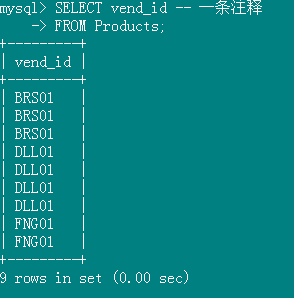 mysql> SELECT vend_id -- 一条注释
    -> FROM Products;
+---------+
| vend_id |
+---------+
| BRS01   |
| BRS01   |
| BRS01   |
| DLL01   |
| DLL01   |
| DLL01   |
| DLL01   |
| FNG01   |
| FNG01   |
+---------+
9 rows in set (0.00 sec)